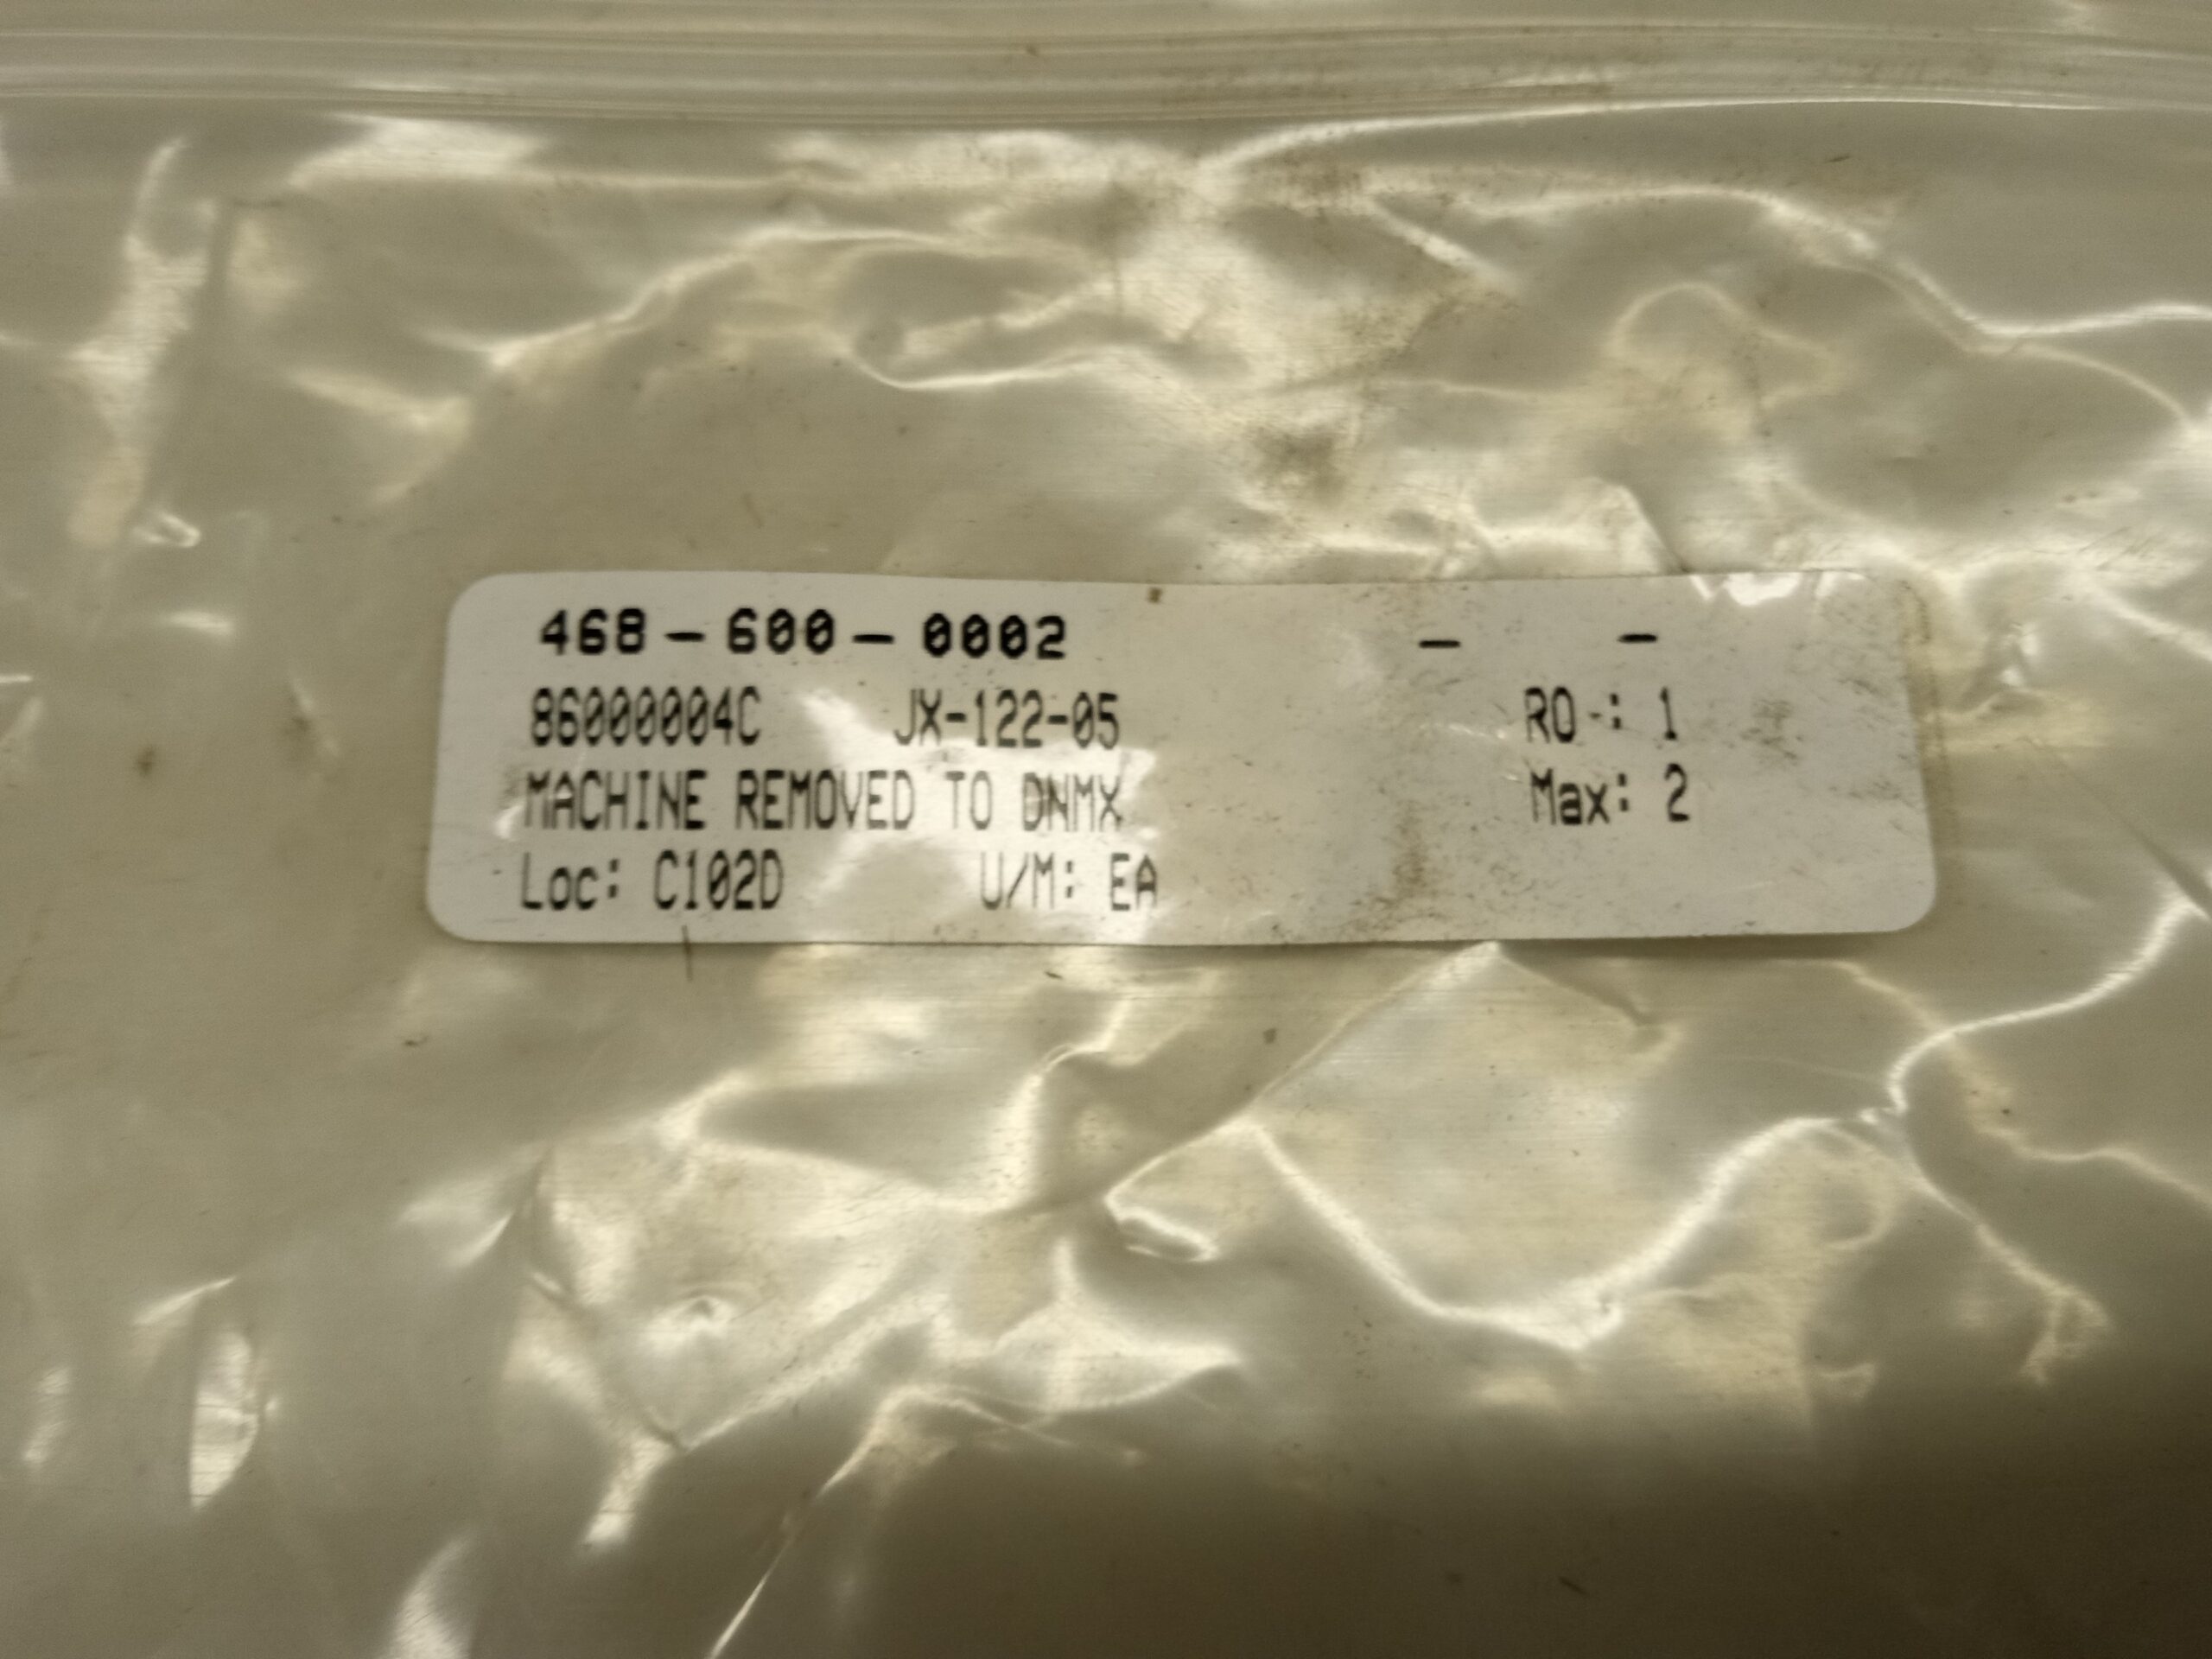 468-600-0002 - -
86000004C JX-122-05 RO : 1
MACHINE REMOVED TO DNMX Max: 2
Loc: C102D U/M: EA